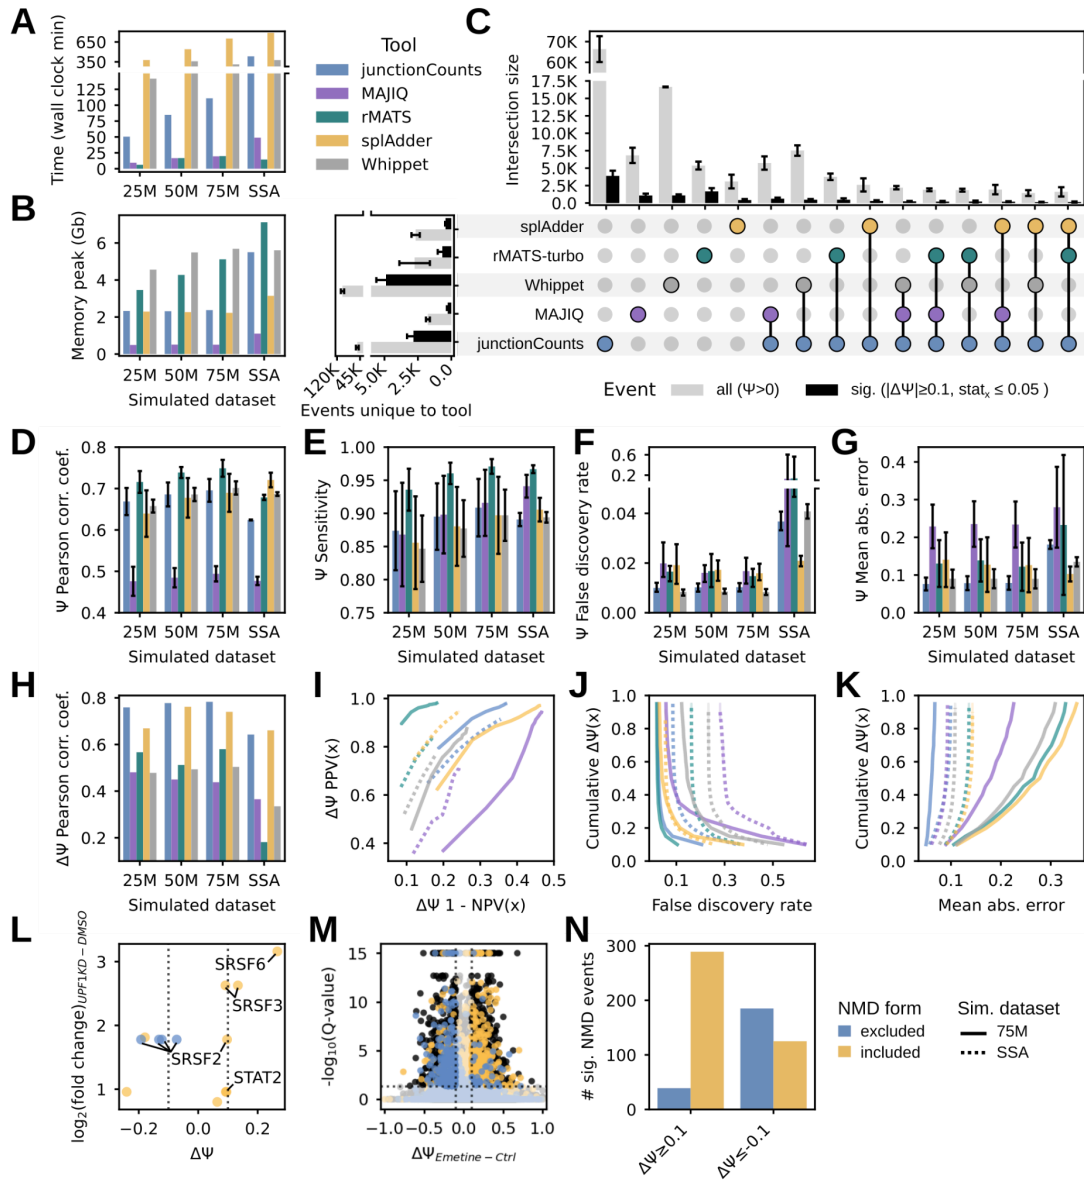 A
Time (wall clock min)
650
350
125
100
75
50
25
0
25M 50M 75M SSA
Tool
junctionCounts
MAJIQ
rMATS
splAdder
Whippet
B
Memory peak (Gb)
6
4
2
0
25M 50M 75M SSA
Simulated dataset
C
Intersection size
70K
60K
17.5K
15.0K
10.0K
5.0K
2.5K
0.0
splAdder
rMATS-turbo
Whippet
MAJIQ
junctionCounts
120K
45K
5.0K
2.5K
0.0
Events unique to tool
Event
all (Ψ>0)
sig. (|ΔΨ|≥0.1, statₓ ≤ 0.05 )
D
Ψ Pearson corr. coef.
0.8
0.7
0.6
0.5
0.4
25M 50M 75M SSA
Simulated dataset
E
Ψ Sensitivity
1.00
0.95
0.90
0.85
0.80
0.75
25M 50M 75M SSA
Simulated dataset
F
Ψ False discovery rate
0.6
0.2
0.04
0.02
0.00
25M 50M 75M SSA
Simulated dataset
G
Ψ Mean abs. error
0.4
0.3
0.2
0.1
0.0
25M 50M 75M SSA
Simulated dataset
H
ΔΨ Pearson corr. coef.
0.8
0.6
0.4
0.2
25M 50M 75M SSA
Simulated dataset
I
ΔΨ PPV(x)
1.0
0.8
0.6
0.4
0.1 0.2 0.3 0.4 0.5
ΔΨ 1 - NPV(x)
J
Cumulative ΔΨ(x)
1.0
0.8
0.6
0.4
0.2
0.0
0.1 0.3 0.5
False discovery rate
K
Cumulative ΔΨ(x)
1.0
0.8
0.6
0.4
0.2
0.0
0.1 0.2 0.3
Mean abs. error
L
log₂(fold change)UPF1KD−DMSO
3
2
1
SRSF6
SRSF3
SRSF2
STAT2
−0.2 0.0 0.2
ΔΨ
M
-log₁₀(Q-value)
15
12
9
6
3
0
−1.0 −0.5 0.0 0.5 1.0
ΔΨEmetine−Ctrl
N
# sig. NMD events
300
200
100
0
ΔΨ≥0.1
ΔΨ≤-0.1
NMD form
excluded
included
Sim. dataset
75M
SSA